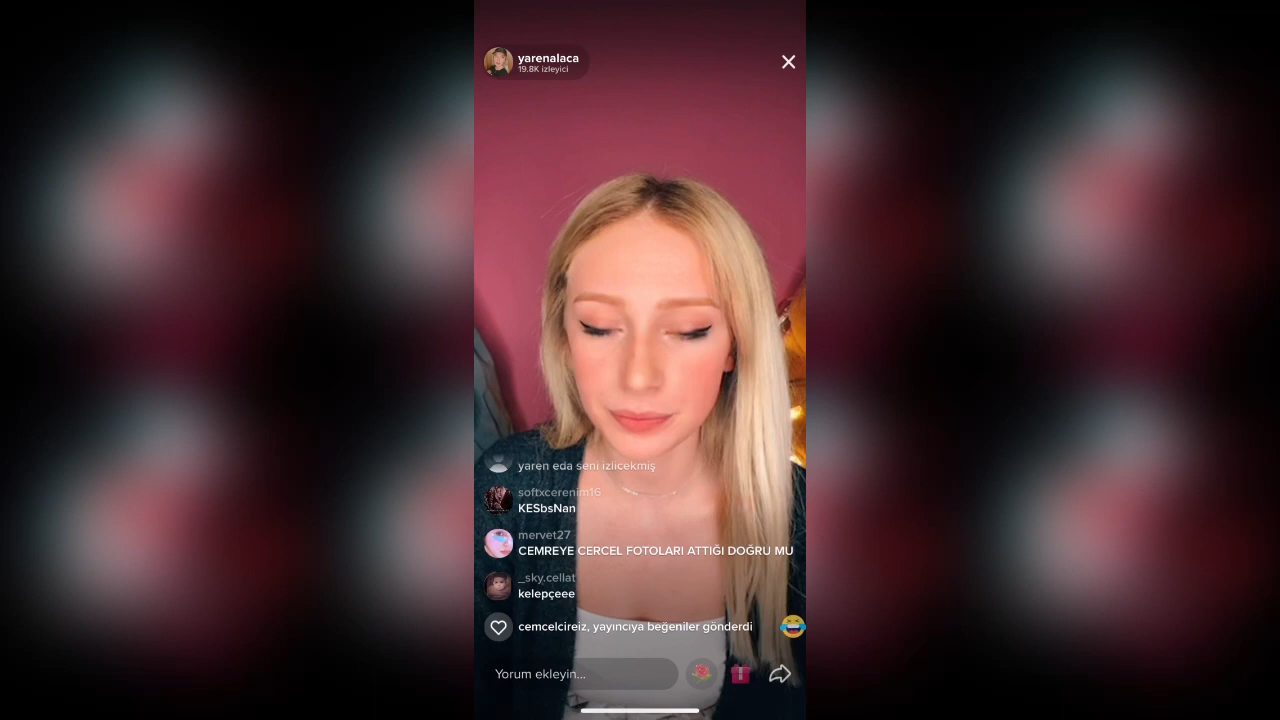 yarenalaca
19.8K izleyici
yaren eda seni izlicekmiş
softxcerenim16
KESbsNan
mervet27
CEMREYE CERCEL FOTOLARI ATTIĞI DOĞRU MU
_sky.cellat
kelepçeee
cemcelcireiz, yayıncıya beğeniler gönderdi
Yorum ekleyin...